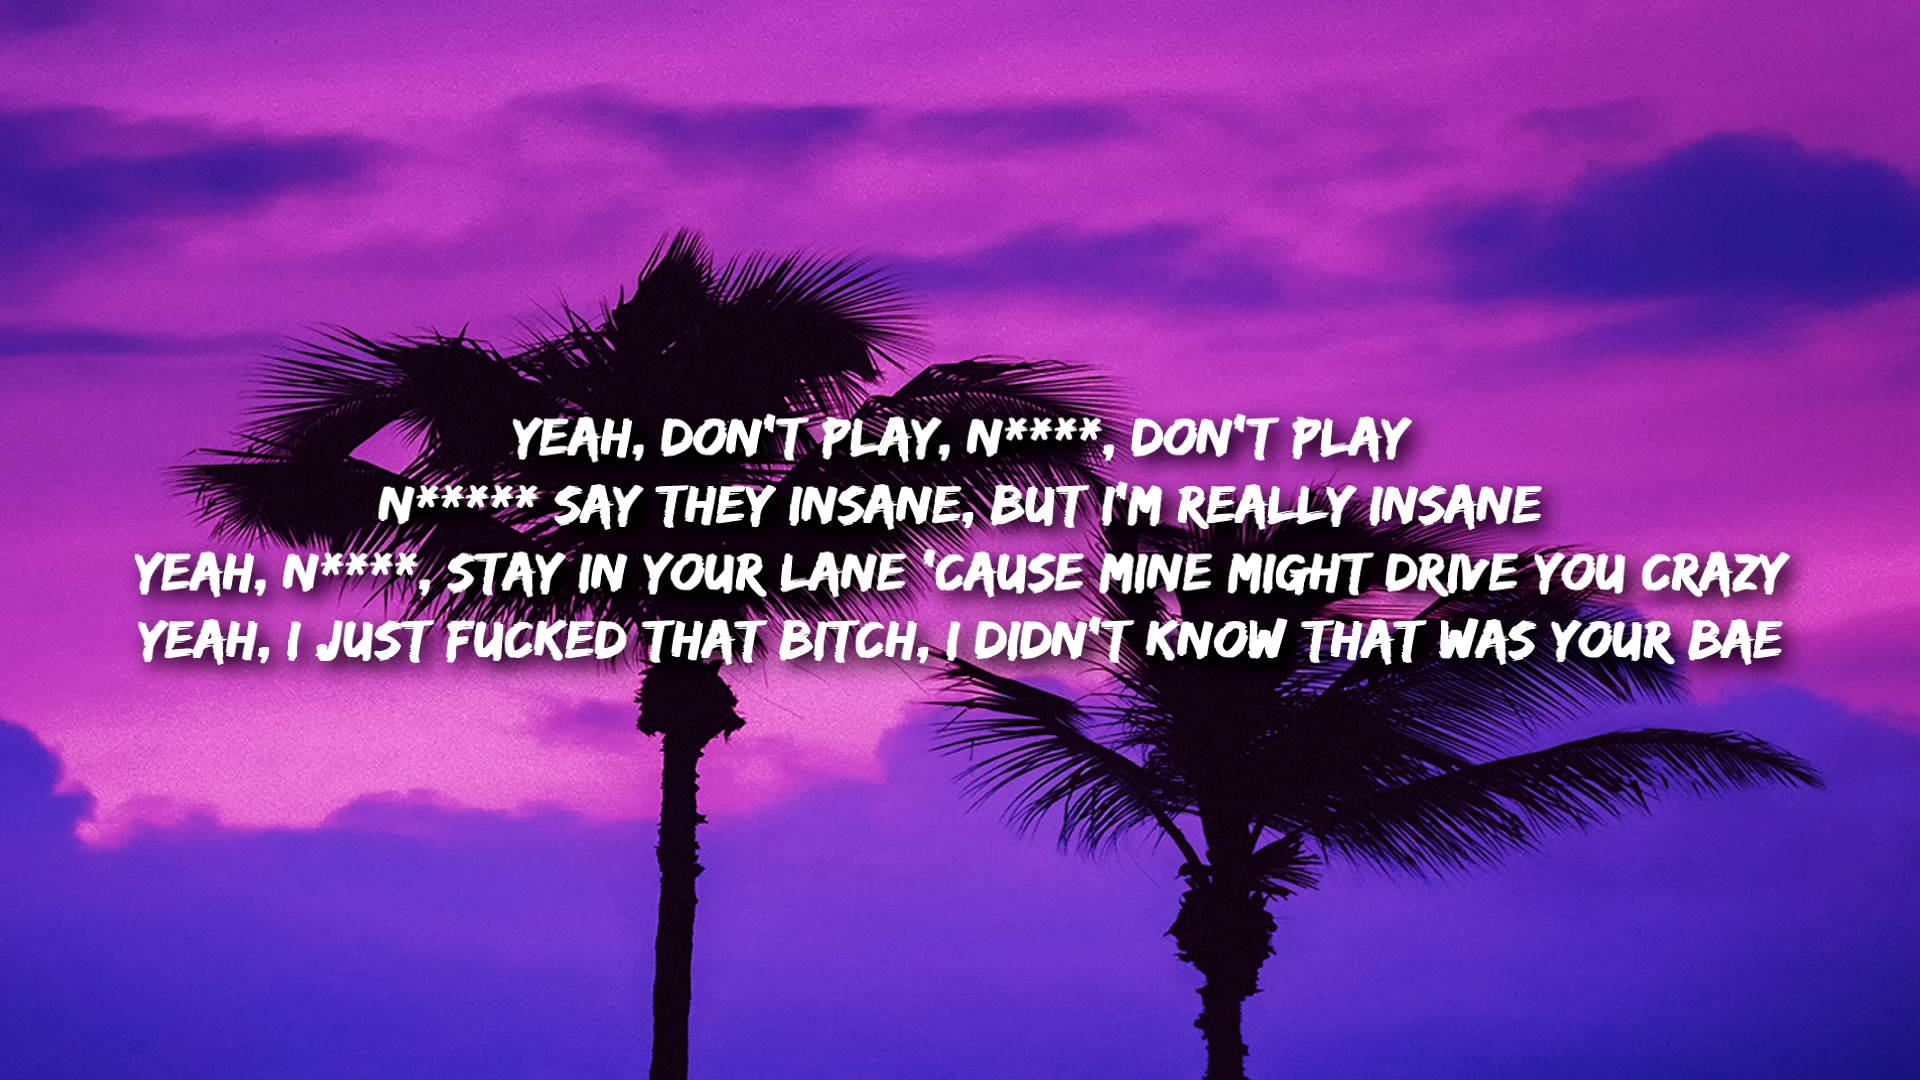 YEAH, DON'T PLAY, N****, DON'T PLAY
N***** SAY THEY INSANE, BUT I'M REALLY INSANE
YEAH, N****, STAY IN YOUR LANE 'CAUSE MINE MIGHT DRIVE YOU CRAZY
YEAH, I JUST FUCKED THAT BITCH, I DIDN'T KNOW THAT WAS YOUR BAE